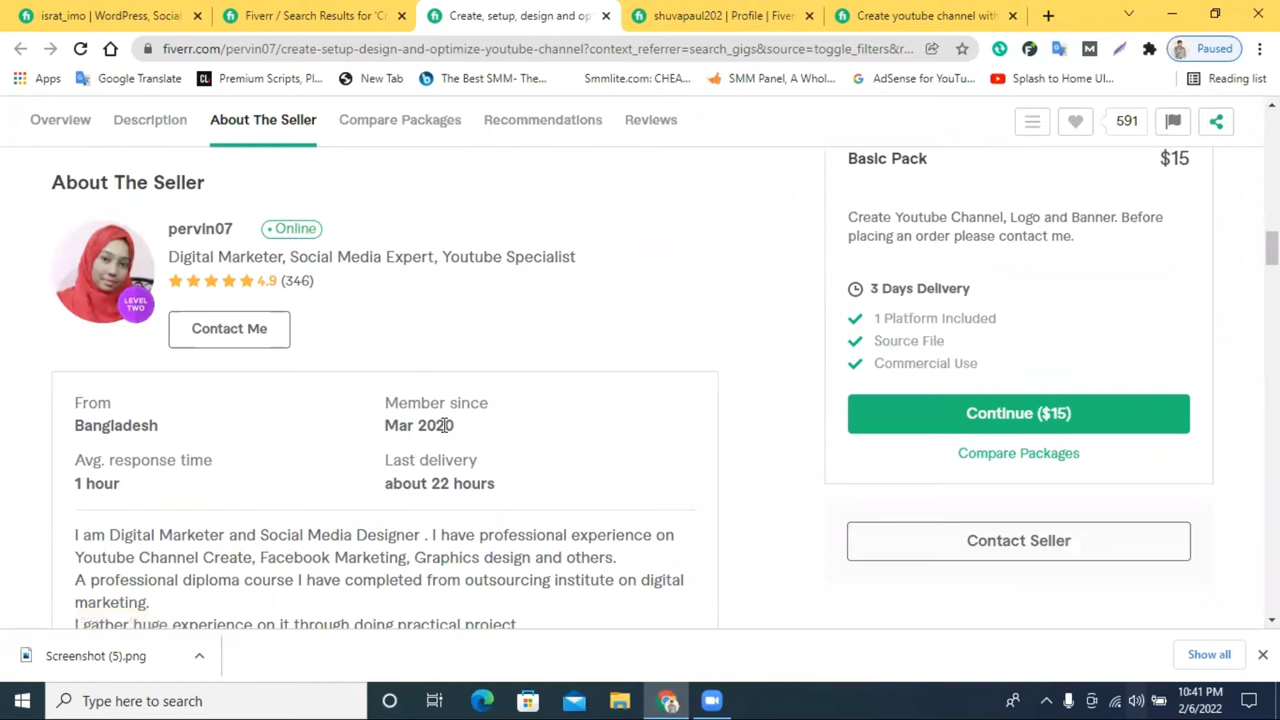 israt_imo | WordPress, Social
Fiverr / Search Results for 'Cr
Create, setup, design and op
shuvapaul202 | Profile | Fiverr
Create youtube channel with
fiverr.com/pervin07/create-setup-design-and-optimize-youtube-channel?context_referrer=search_gigs&source=toggle_filters&r...
Paused
Apps
Google Translate
Premium Scripts, Pl...
New Tab
The Best SMM- The...
Smmlite.com: CHEA...
SMM Panel, A Whol...
AdSense for YouTu...
Splash to Home UI...
Reading list
Overview
Description
About The Seller
Compare Packages
Recommendations
Reviews
591
About The Seller
pervin07
• Online
Digital Marketer, Social Media Expert, Youtube Specialist
4.9 (346)
LEVEL
TWO
Contact Me
From
Bangladesh
Member since
Mar 2020
Avg. response time
1 hour
Last delivery
about 22 hours
I am Digital Marketer and Social Media Designer . I have professional experience on
Youtube Channel Create, Facebook Marketing, Graphics design and others.
A professional diploma course I have completed from outsourcing institute on digital
marketing.
I gather huge experience on it through doing practical project
Basic Pack
$15
Create Youtube Channel, Logo and Banner. Before
placing an order please contact me.
3 Days Delivery
1 Platform Included
Source File
Commercial Use
Continue ($15)
Compare Packages
Contact Seller
Screenshot (5).png
Show all
Type here to search
10:41 PM
2/6/2022